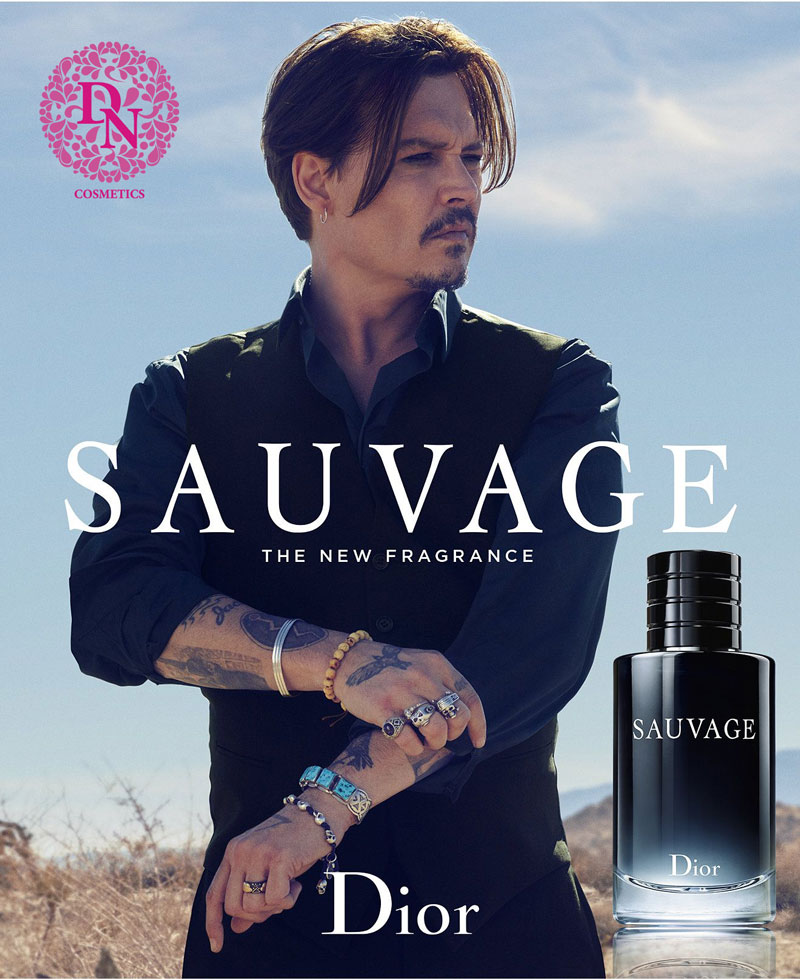 DN
COSMETICS
SAUVAGE
THE NEW FRAGRANCE
SAUVAGE
Dior
Dior